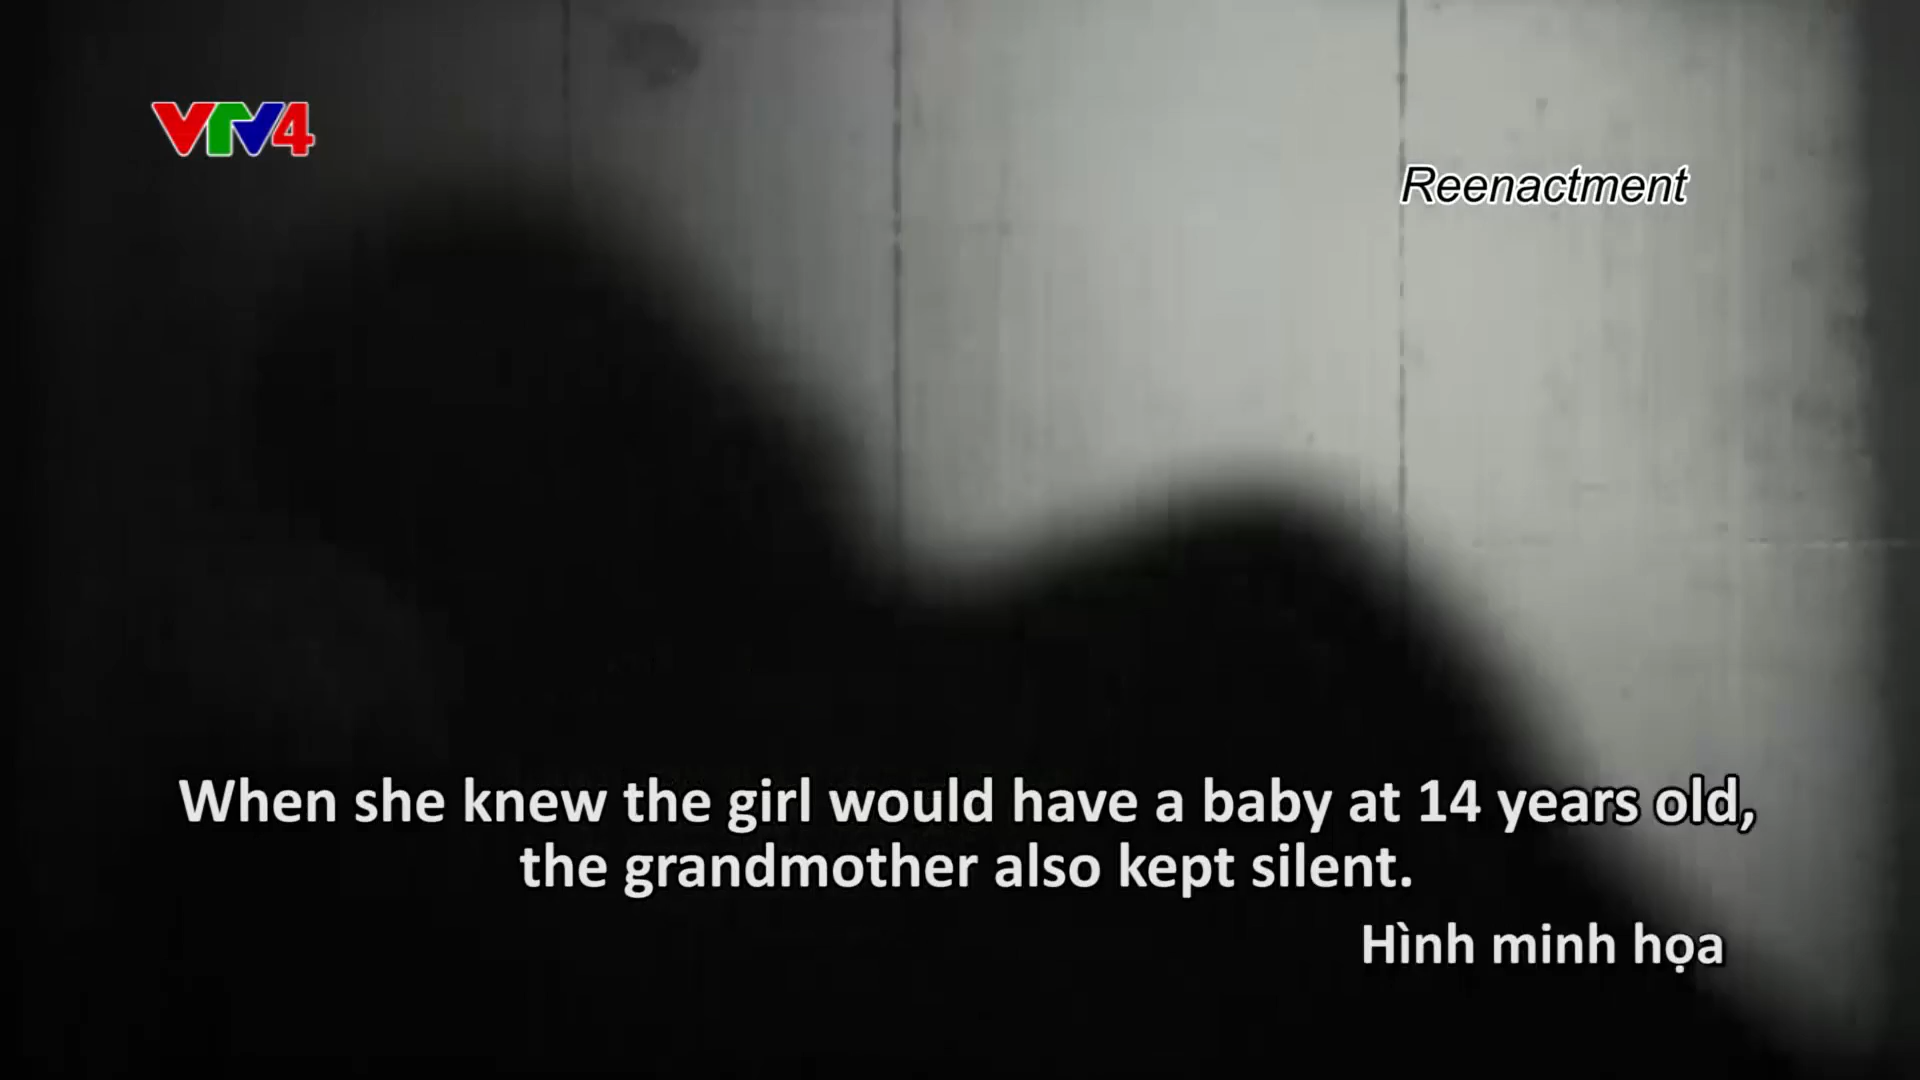 VTV4
Reenactment
When she knew the girl would have a baby at 14 years old,
the grandmother also kept silent.
Hình minh họa